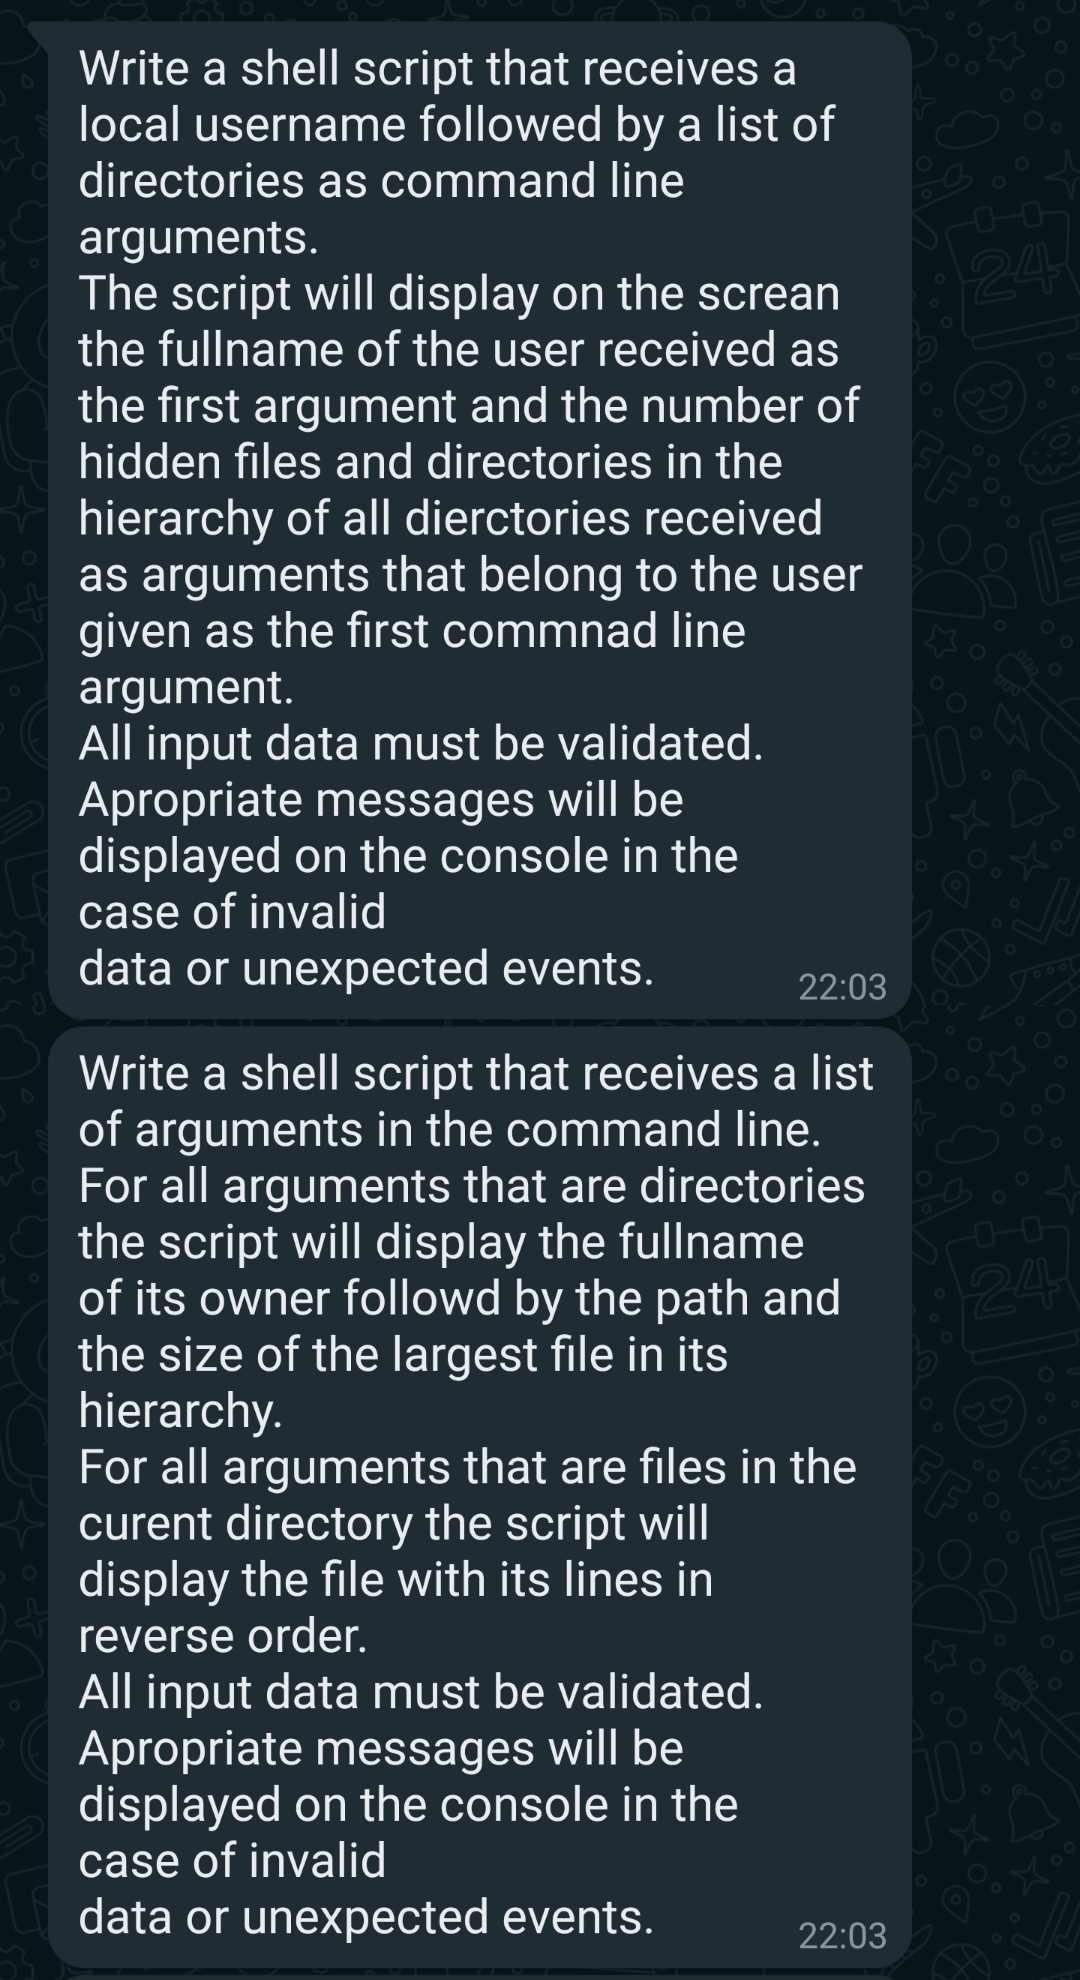 Write a shell script that receives a
local username followed by a list of
directories as command line
arguments.
The script will display on the screan
the fullname of the user received as
the first argument and the number of
hidden files and directories in the
hierarchy of all dierctories received
as arguments that belong to the user
given as the first commnad line
argument.
All input data must be validated.
Apropriate messages will be
displayed on the console in the
case of invalid
data or unexpected events.
22:03
Write a shell script that receives a list
of arguments in the command line.
For all arguments that are directories
the script will display the fullname
of its owner followd by the path and
the size of the largest file in its
hierarchy.
For all arguments that are files in the
curent directory the script will
display the file with its lines in
reverse order.
All input data must be validated.
Apropriate messages will be
displayed on the console in the
case of invalid
data or unexpected events.
22:03
24
24